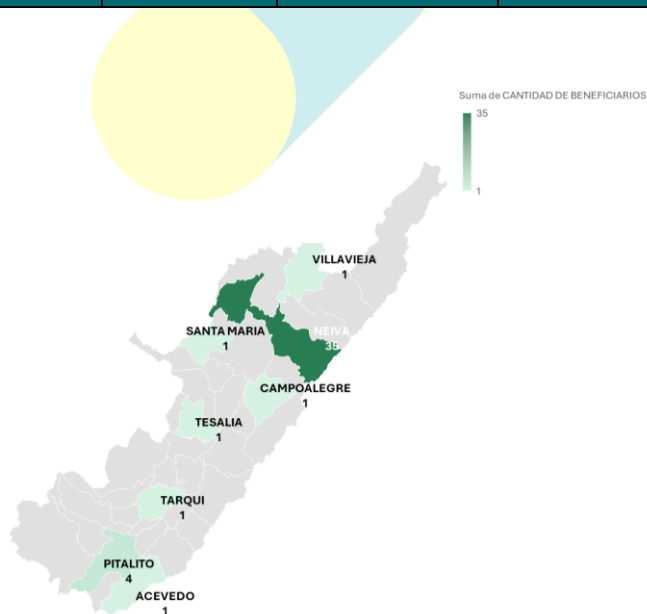 Suma de CANTIDAD DE BENEFICIARIOS
35
1
VILLAVIEJA
1
SANTA MARIA
1
NEIVA
35
CAMPOALEGRE
1
TESALIA
1
TARQUI
1
PITALITO
4
ACEVEDO
1